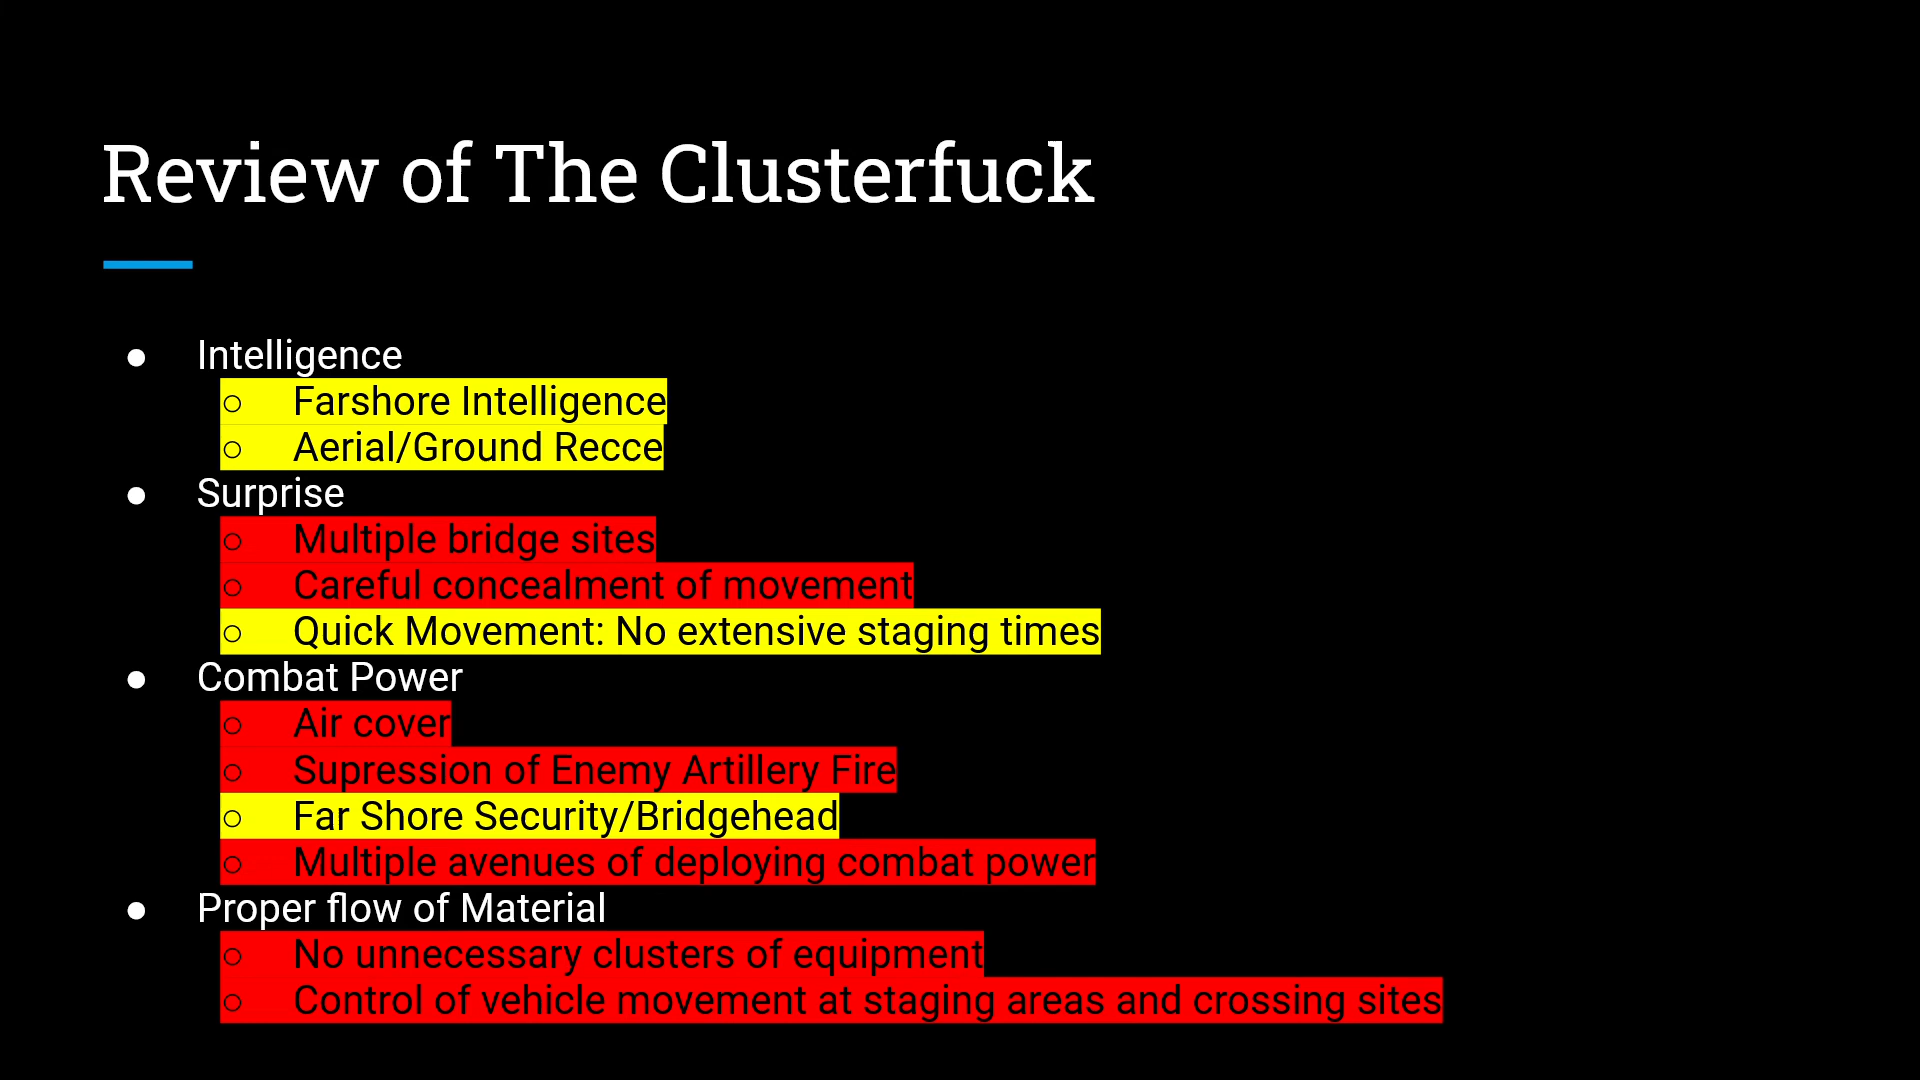 Review of The Clusterfuck
● Intelligence
○ Farshore Intelligence
○ Aerial/Ground Recce
● Surprise
○ Multiple bridge sites
○ Careful concealment of movement
○ Quick Movement: No extensive staging times
● Combat Power
○ Air cover
○ Supression of Enemy Artillery Fire
○ Far Shore Security/Bridgehead
○ Multiple avenues of deploying combat power
● Proper flow of Material
○ No unnecessary clusters of equipment
○ Control of vehicle movement at staging areas and crossing sites